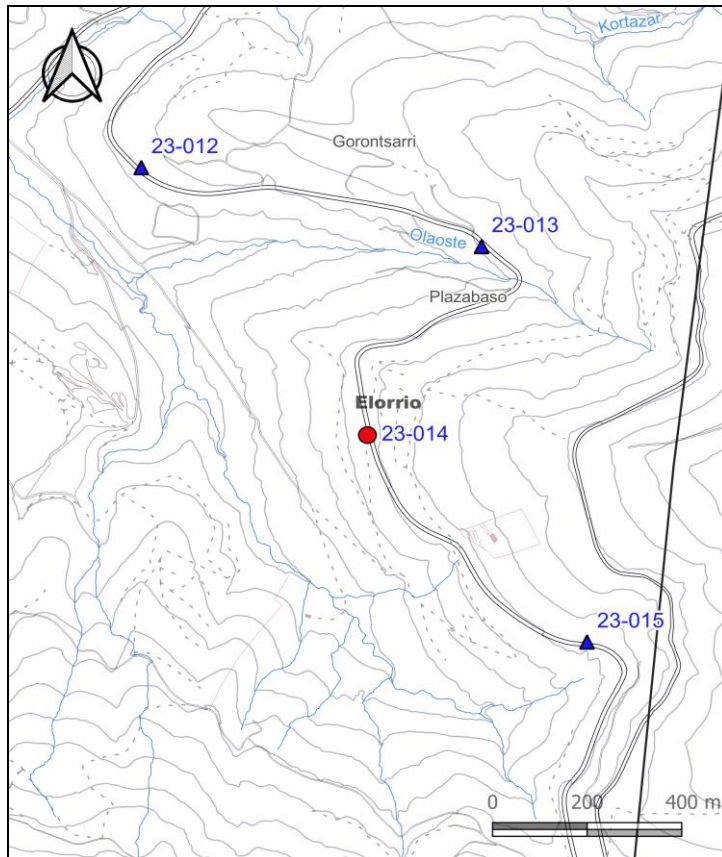 Kortazar
23-012
Gorontsarri
23-013
Olaoste
Plazabaso
Elorrio
23-014
23-015
0 200 400 m